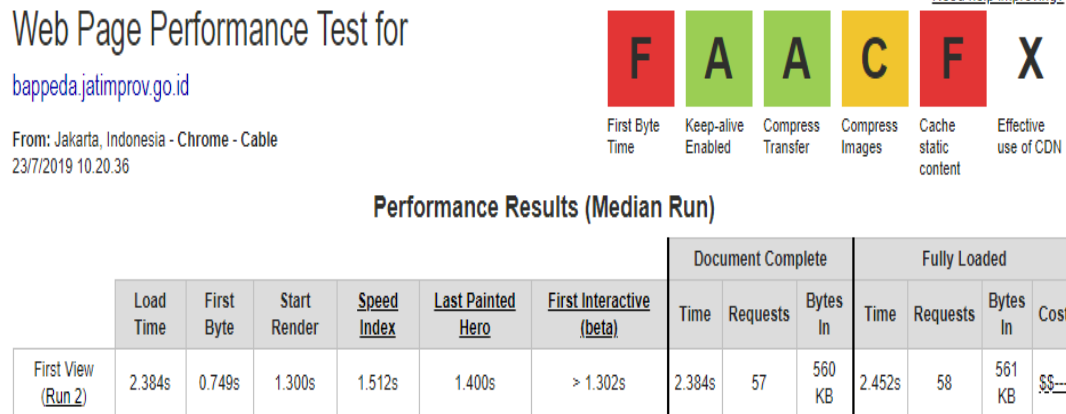 Web Page Performance Test for
bappeda.jatimprov.go.id
From: Jakarta, Indonesia - Chrome - Cable
23/7/2019 10.20.36
F A A C F X
First Byte Time
Keep-alive Enabled
Compress Transfer
Compress Images
Cache static content
Effective use of CDN
Performance Results (Median Run)
Document Complete Fully Loaded
Load Time First Byte Start Render Speed Index Last Painted Hero First Interactive (beta) Time Requests Bytes In Time Requests Bytes In Cost
First View (Run 2) 2.384s 0.749s 1.300s 1.512s 1.400s > 1.302s 2.384s 57 560 KB 2.452s 58 561 KB $$---